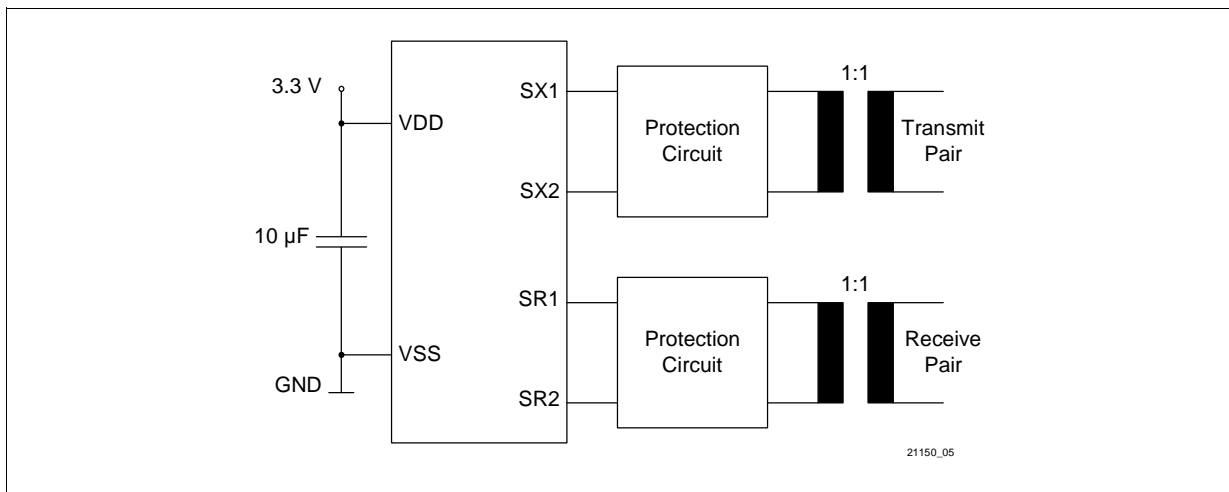 3.3 V
VDD
10 µF
VSS
GND
SX1
SX2
SR1
SR2
Protection
Circuit
1:1
Transmit
Pair
Protection
Circuit
1:1
Receive
Pair
21150_05